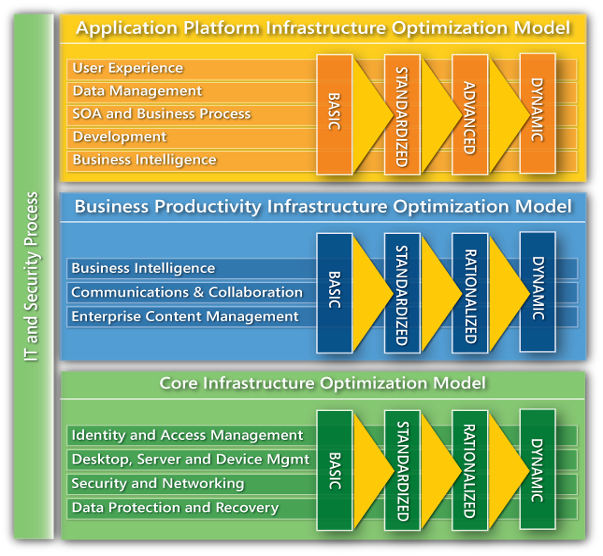 IT and Security Process
Application Platform Infrastructure Optimization Model
User Experience
Data Management
SOA and Business Process
Development
Business Intelligence
BASIC
STANDARDIZED
ADVANCED
DYNAMIC
Business Productivity Infrastructure Optimization Model
Business Intelligence
Communications & Collaboration
Enterprise Content Management
BASIC
STANDARDIZED
RATIONALIZED
DYNAMIC
Core Infrastructure Optimization Model
Identity and Access Management
Desktop, Server and Device Mgmt
Security and Networking
Data Protection and Recovery
BASIC
STANDARDIZED
RATIONALIZED
DYNAMIC